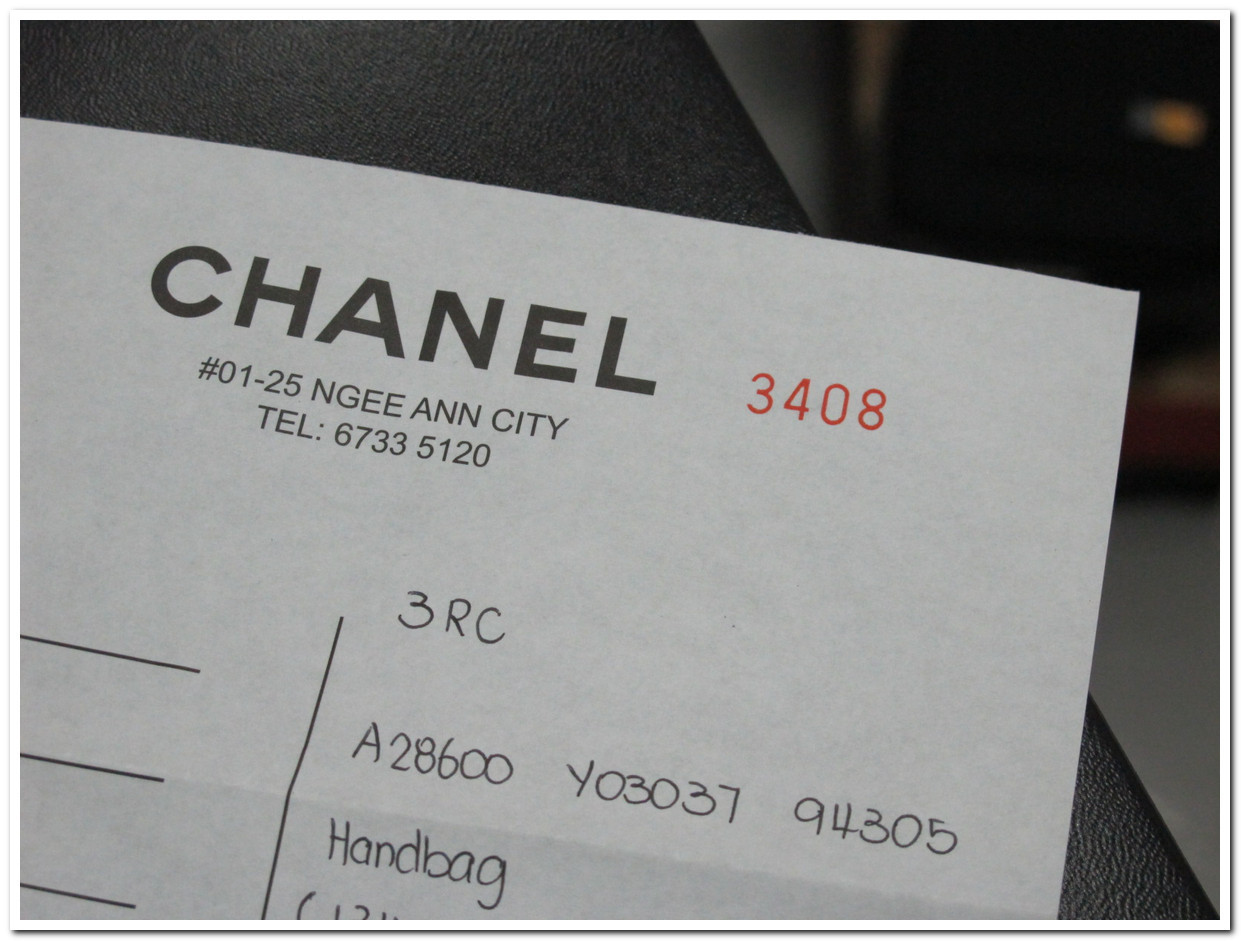 CHANEL
#01-25 NGEE ANN CITY
TEL: 6733 5120
3408
3RC
A28600 Y03037 94305
Handbag